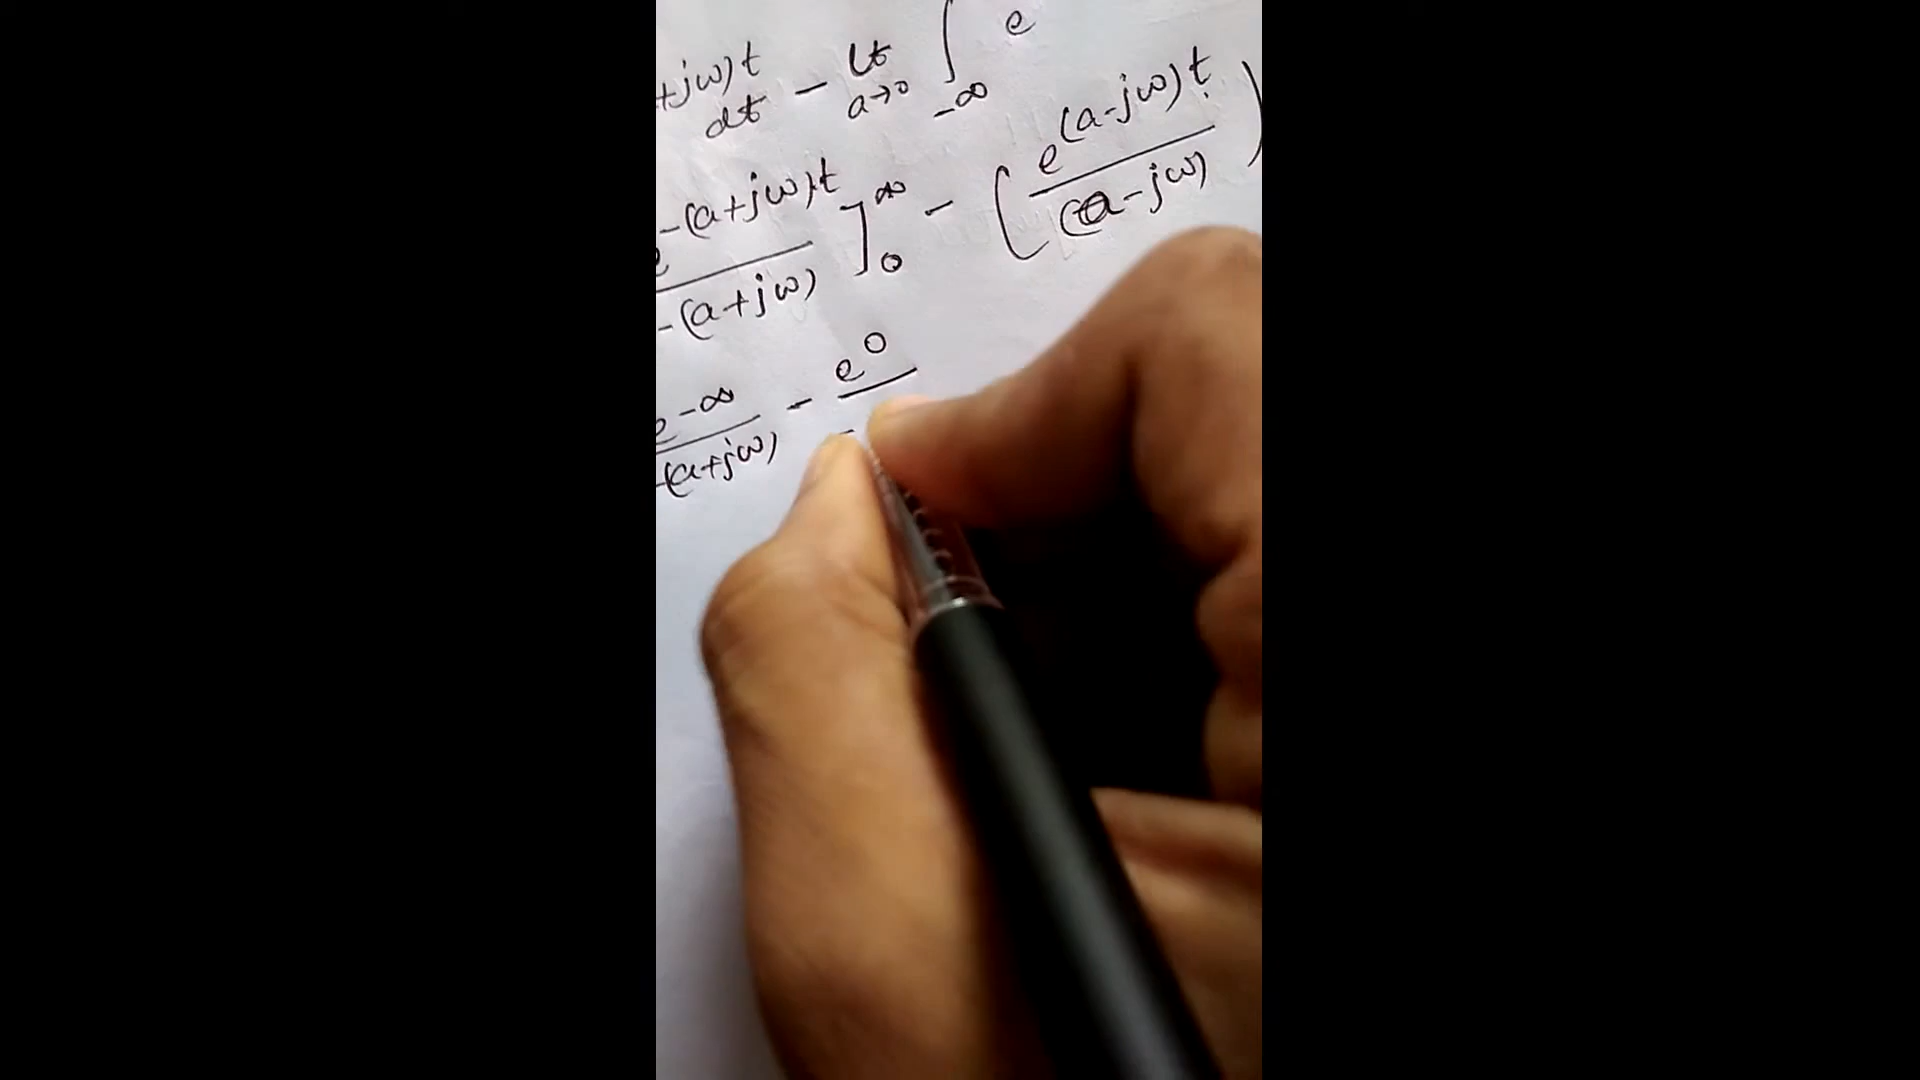 +jω)t dt - Lt a→0 ∫ -∞ e
e -(a+jω)t / -(a+jω) ] ∞ 0 - ( e (a-jω)t / (a-jω) )
e -∞ / -(a+jω) - e 0 / -